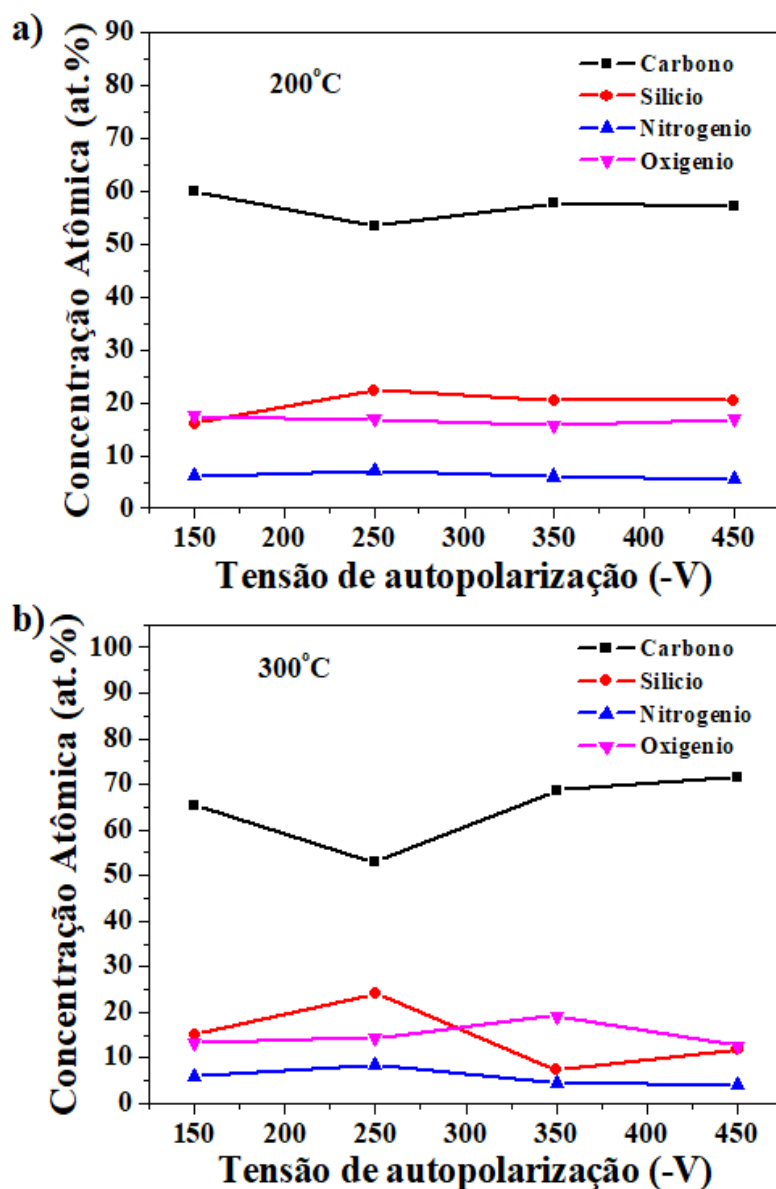 a)
200°C
Carbono
Silicio
Nitrogenio
Oxigenio
Concentração Atômica (at.%)
90
80
70
60
50
40
30
20
10
0
150 200 250 300 350 400 450
Tensão de autopolarização (-V)
b)
300°C
Carbono
Silicio
Nitrogenio
Oxigenio
Concentração Atômica (at.%)
100
90
80
70
60
50
40
30
20
10
0
150 200 250 300 350 400 450
Tensão de autopolarização (-V)